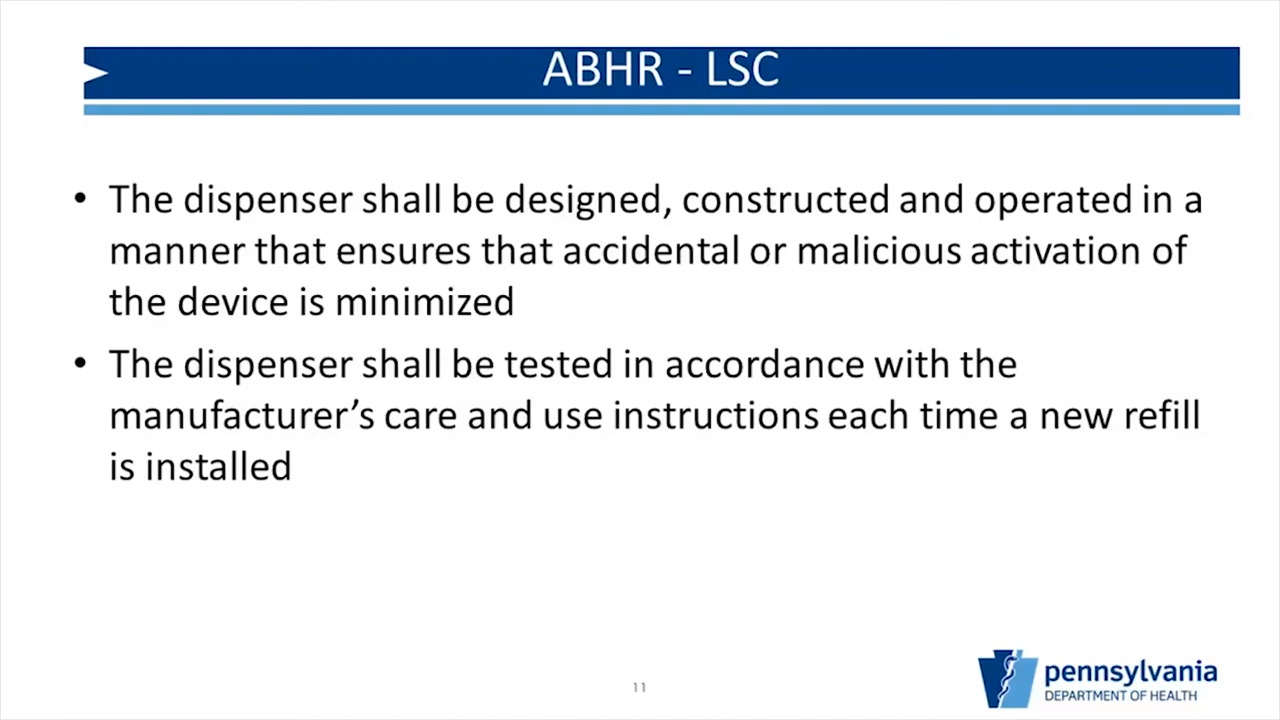 ABHR - LSC
• The dispenser shall be designed, constructed and operated in a
manner that ensures that accidental or malicious activation of
the device is minimized
• The dispenser shall be tested in accordance with the
manufacturer’s care and use instructions each time a new refill
is installed
11
pennsylvania
DEPARTMENT OF HEALTH